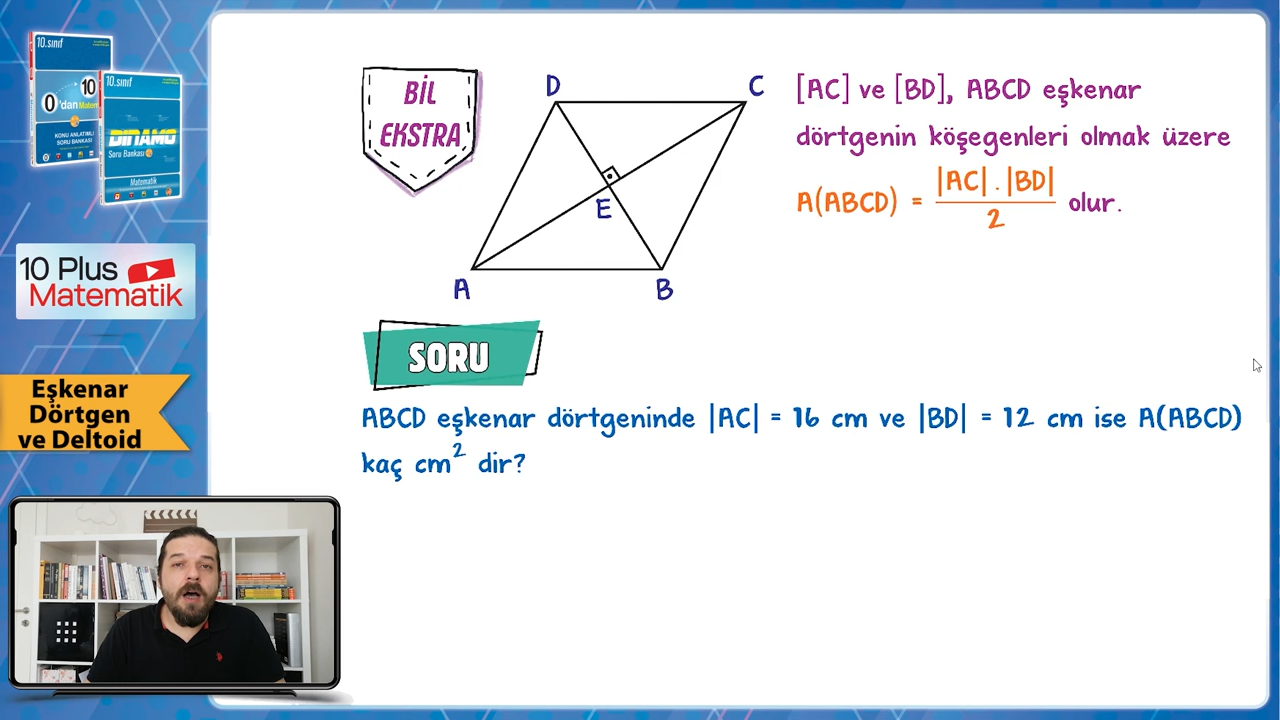 10.sınıf
0'dan 10 Matem
KONU ANLATIMLI
SORU BANKASI
10.sınıf
DİNAMO
Soru Bankası
Matematik
10 Plus
Matematik
Eşkenar
Dörtgen
ve Deltoid
BİL
EKSTRA
D
C
E
A
B
[AC] ve [BD], ABCD eşkenar
dörtgenin köşegenleri olmak üzere
A(ABCD) = |AC| . |BD| / 2 olur.
SORU
ABCD eşkenar dörtgeninde |AC| = 16 cm ve |BD| = 12 cm ise A(ABCD)
kaç cm² dir?